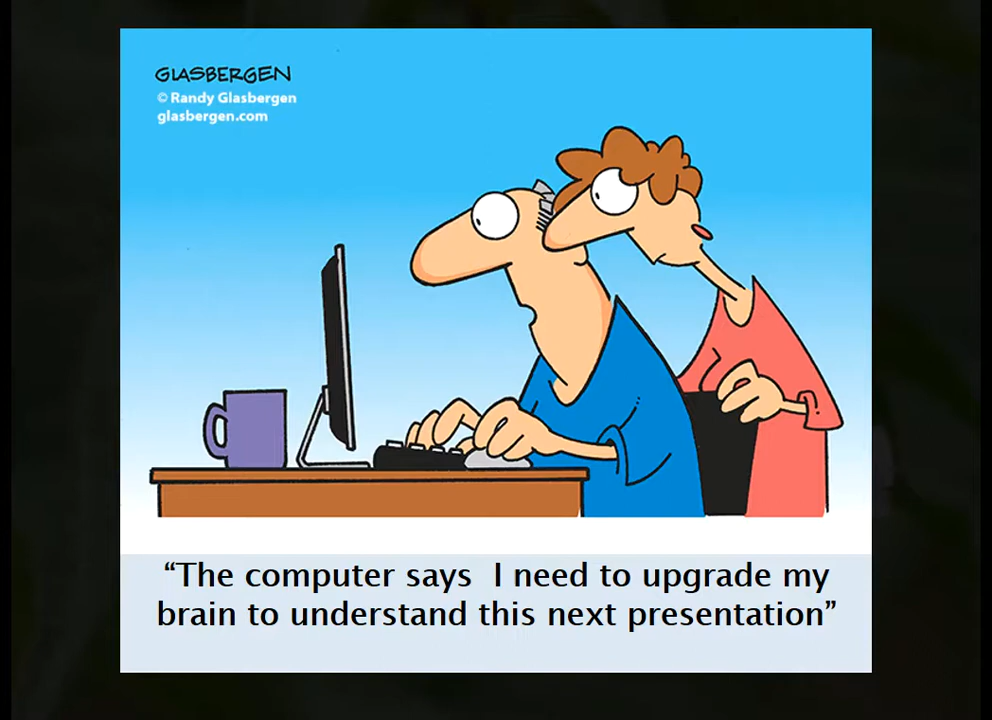 GLASBERGEN
© Randy Glasbergen
glasbergen.com
“The computer says I need to upgrade my
brain to understand this next presentation”